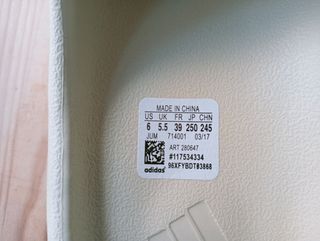 MADE IN CHINA
US UK FR JP CHN
6 5.5 39 250 245
JUM 714001 03/17
ART 280647
#117534334
adidas 96XFYBDT83868